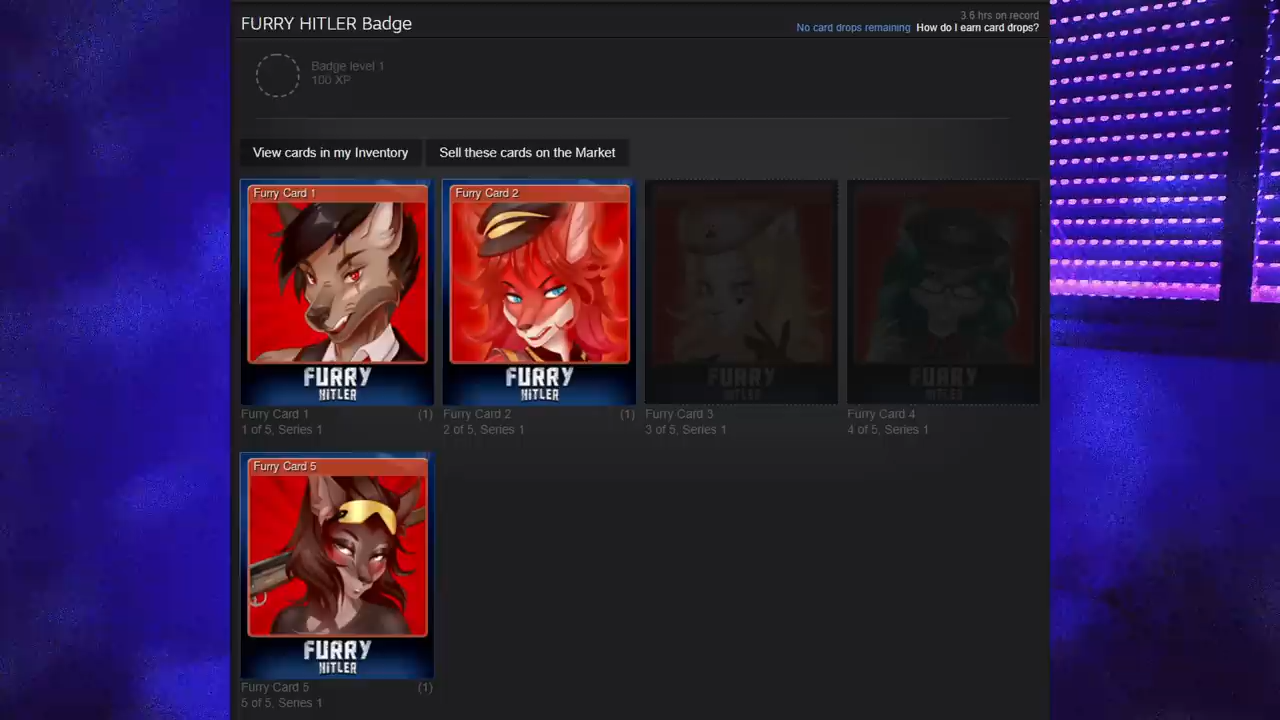 FURRY HITLER Badge
3.6 hrs on record
No card drops remaining How do I earn card drops?
Badge level 1
100 XP
View cards in my Inventory
Sell these cards on the Market
Furry Card 1
Furry Card 2
FURRY
HITLER
FURRY
HITLER
FURRY
HITLER
FURRY
HITLER
Furry Card 1 (1)
1 of 5, Series 1
Furry Card 2 (1)
2 of 5, Series 1
Furry Card 3
3 of 5, Series 1
Furry Card 4
4 of 5, Series 1
Furry Card 5
FURRY
HITLER
Furry Card 5 (1)
5 of 5, Series 1